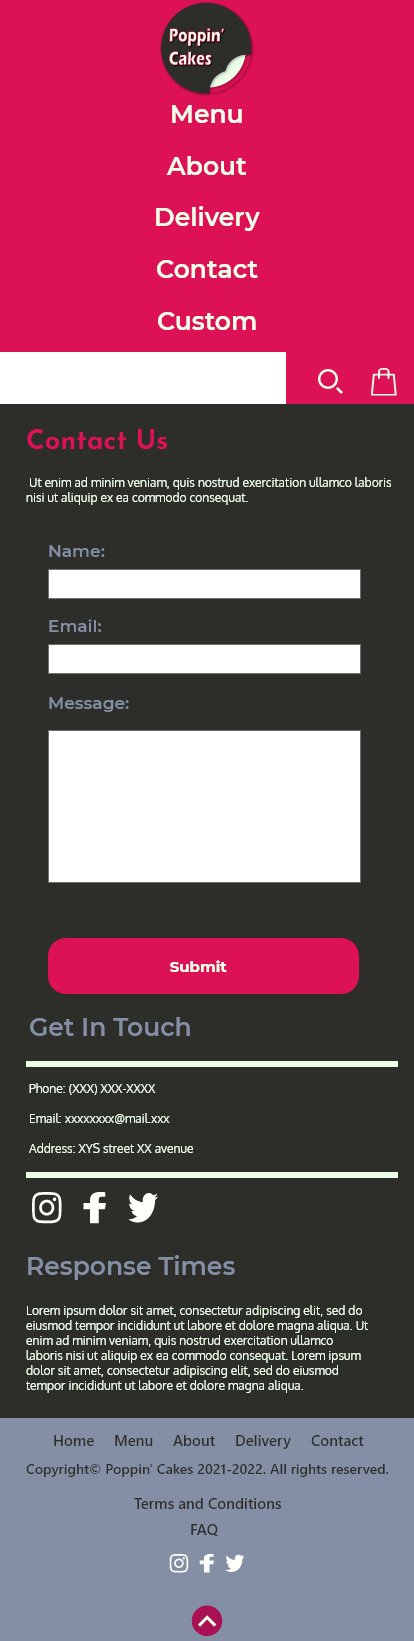 Poppin'
Cakes
Menu
About
Delivery
Contact
Custom
Contact Us
Ut enim ad minim veniam, quis nostrud exercitation ullamco laboris
nisi ut aliquip ex ea commodo consequat.
Name:
Email:
Message:
Submit
Get In Touch
Phone: (XXX) XXX-XXXX
Email: xxxxxxxx@mail.xxx
Address: XYS street XX avenue
Response Times
Lorem ipsum dolor sit amet, consectetur adipiscing elit, sed do
eiusmod tempor incididunt ut labore et dolore magna aliqua. Ut
enim ad minim veniam, quis nostrud exercitation ullamco
laboris nisi ut aliquip ex ea commodo consequat. Lorem ipsum
dolor sit amet, consectetur adipiscing elit, sed do eiusmod
tempor incididunt ut labore et dolore magna aliqua.
Home Menu About Delivery Contact
Copyright© Poppin' Cakes 2021-2022. All rights reserved.
Terms and Conditions
FAQ